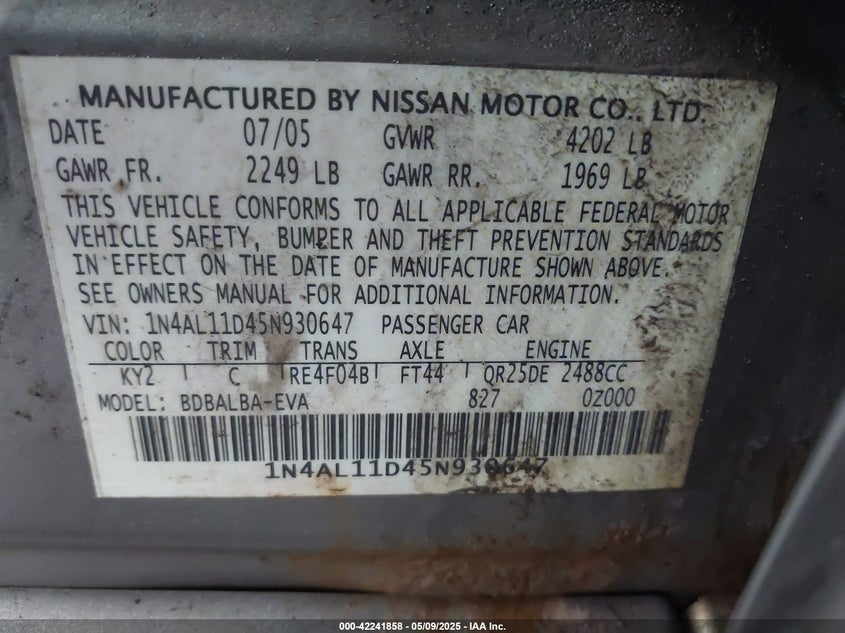 MANUFACTURED BY NISSAN MOTOR CO., LTD.
DATE 07/05 GVWR 4202 LB
GAWR FR. 2249 LB GAWR RR. 1969 LB
THIS VEHICLE CONFORMS TO ALL APPLICABLE FEDERAL MOTOR
VEHICLE SAFETY, BUMPER AND THEFT PREVENTION STANDARDS
IN EFFECT ON THE DATE OF MANUFACTURE SHOWN ABOVE.
SEE OWNERS MANUAL FOR ADDITIONAL INFORMATION.
VIN: 1N4AL11D45N930647 PASSENGER CAR
COLOR TRIM TRANS AXLE ENGINE
KY2 C RE4F04B FT44 QR25DE 2488CC
MODEL: BDBALBA-EVA 827 0Z000
1N4AL11D45N930647
000-42241858 - 05/09/2025 - IAA Inc.